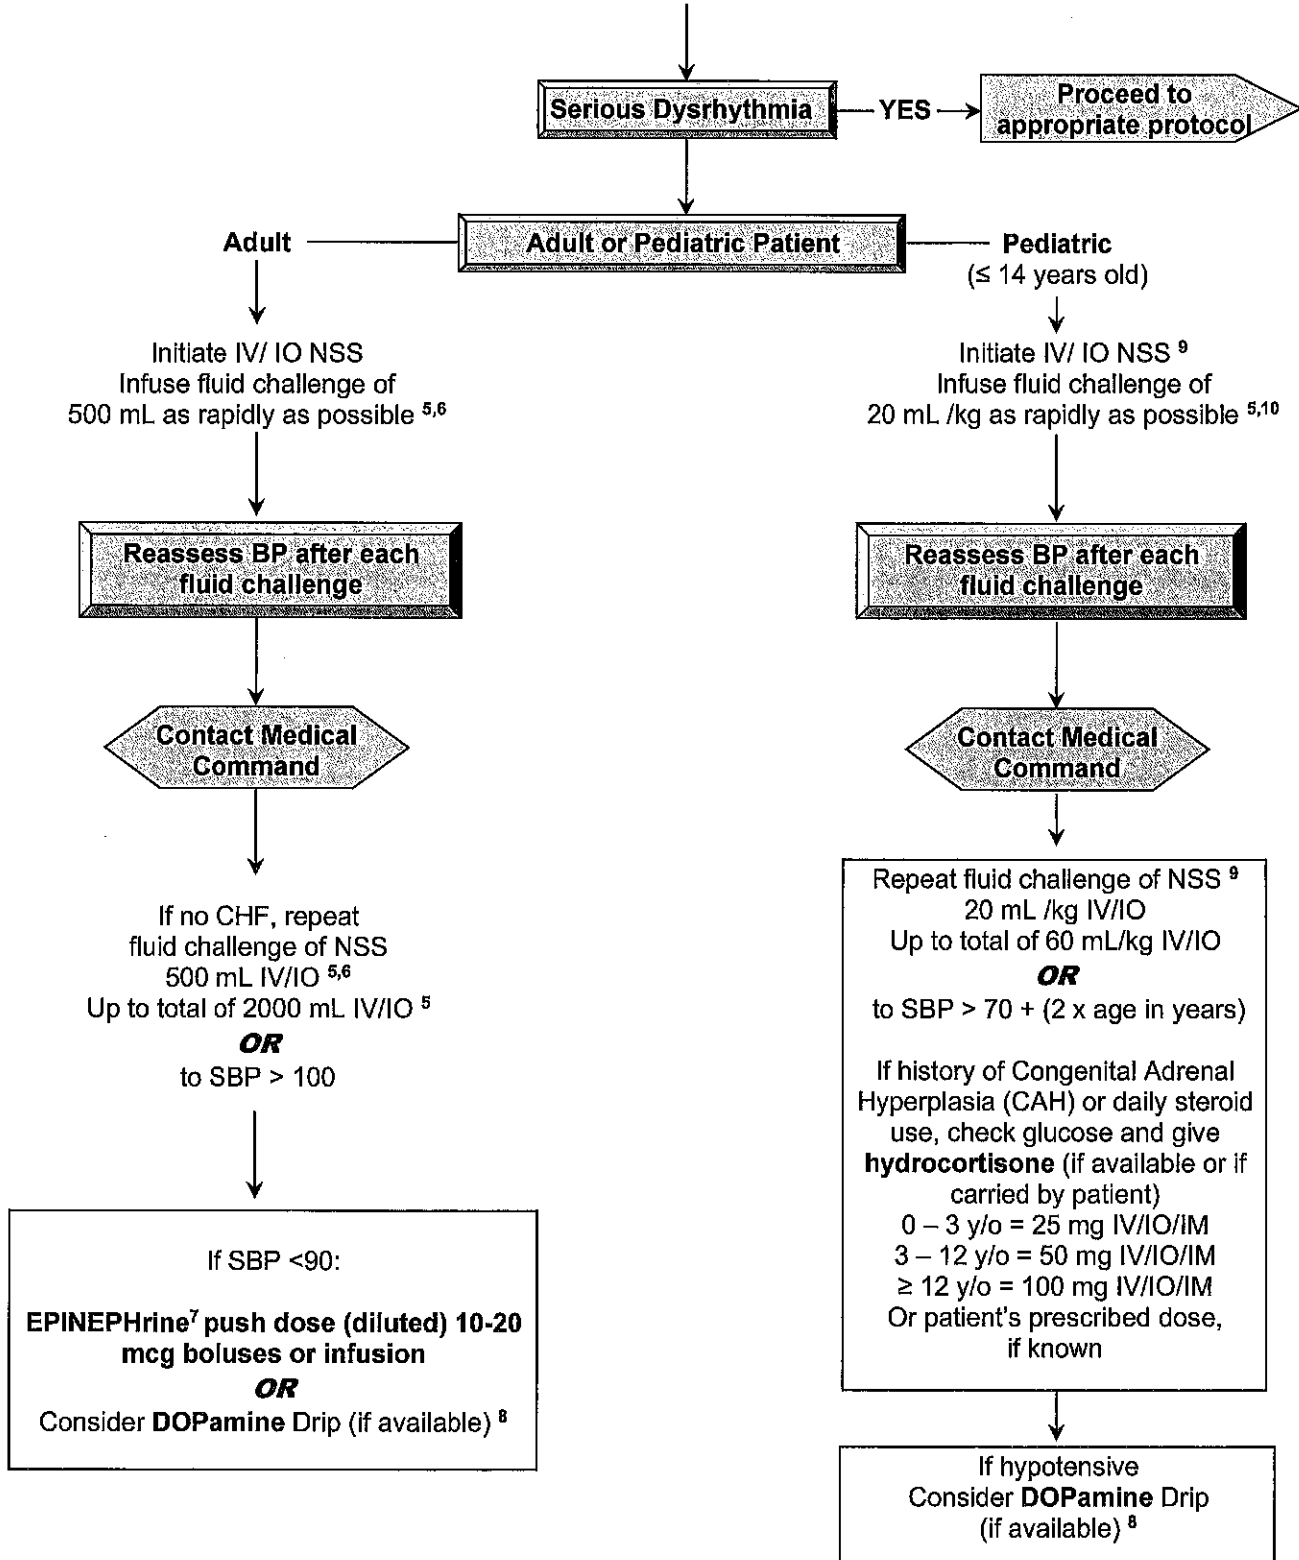 Serious Dysrhythmia
YES
Proceed to
appropriate protocol
Adult or Pediatric Patient
Adult
Initiate IV/ IO NSS
Infuse fluid challenge of
500 mL as rapidly as possible 5,6
Reassess BP after each
fluid challenge
Contact Medical
Command
If no CHF, repeat
fluid challenge of NSS
500 mL IV/IO 5,6
Up to total of 2000 mL IV/IO 5
OR
to SBP > 100
If SBP <90:
EPINEPHrine7 push dose (diluted) 10-20
mcg boluses or infusion
OR
Consider DOPamine Drip (if available) 8
Pediatric
(≤ 14 years old)
Initiate IV/ IO NSS 9
Infuse fluid challenge of
20 mL /kg as rapidly as possible 5,10
Reassess BP after each
fluid challenge
Contact Medical
Command
Repeat fluid challenge of NSS 9
20 mL /kg IV/IO
Up to total of 60 mL/kg IV/IO
OR
to SBP > 70 + (2 x age in years)
If history of Congenital Adrenal
Hyperplasia (CAH) or daily steroid
use, check glucose and give
hydrocortisone (if available or if
carried by patient)
0 – 3 y/o = 25 mg IV/IO/IM
3 – 12 y/o = 50 mg IV/IO/IM
≥ 12 y/o = 100 mg IV/IO/IM
Or patient's prescribed dose,
if known
If hypotensive
Consider DOPamine Drip
(if available) 8